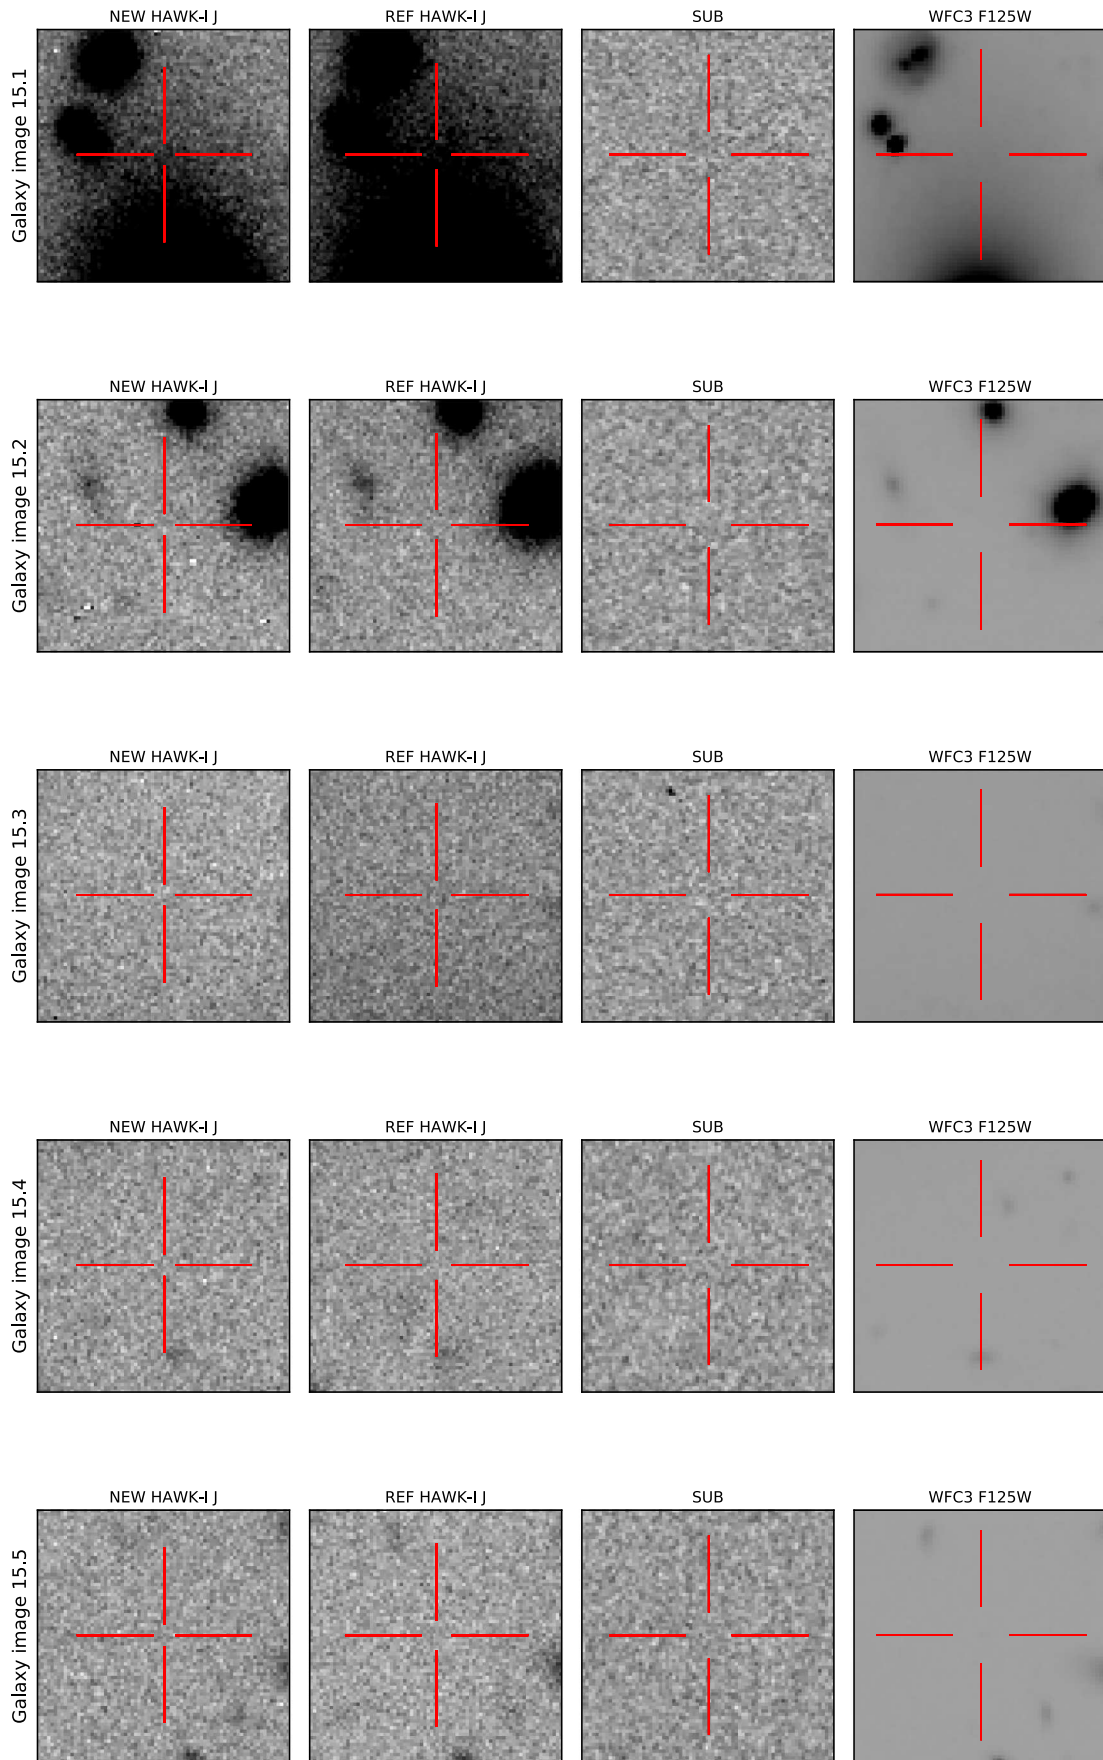 NEW HAWK-I J REF HAWK-I J SUB WFC3 F125W
Galaxy image 15.1
NEW HAWK-I J REF HAWK-I J SUB WFC3 F125W
Galaxy image 15.2
NEW HAWK-I J REF HAWK-I J SUB WFC3 F125W
Galaxy image 15.3
NEW HAWK-I J REF HAWK-I J SUB WFC3 F125W
Galaxy image 15.4
NEW HAWK-I J REF HAWK-I J SUB WFC3 F125W
Galaxy image 15.5